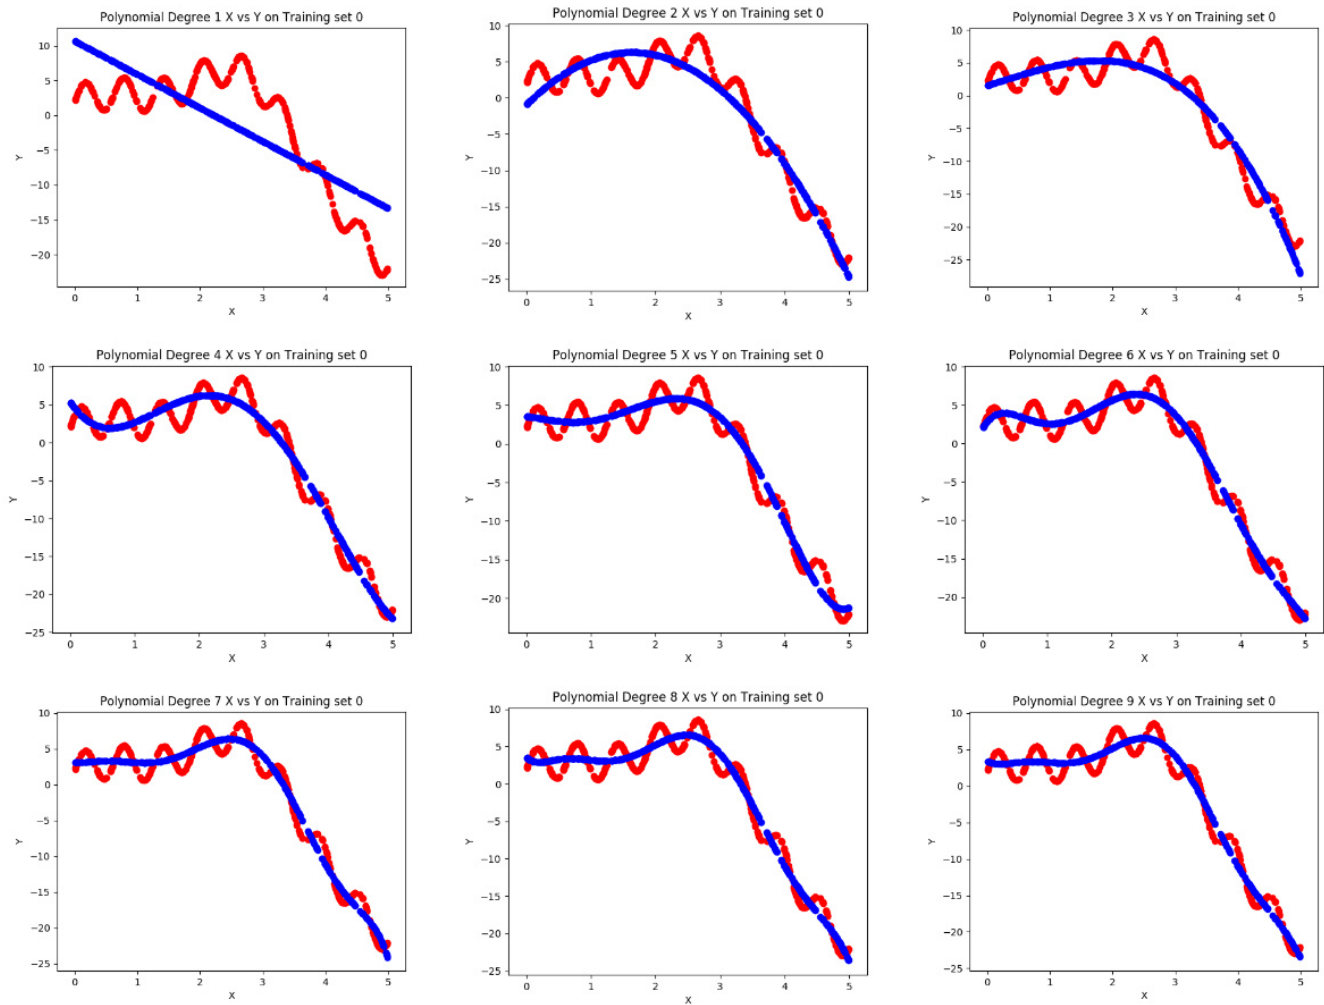 Polynomial Degree 1 X vs Y on Training set 0
10
5
0
−5
−10
−15
−20
Y
0 1 2 3 4 5
X
Polynomial Degree 2 X vs Y on Training set 0
10
5
0
−5
−10
−15
−20
−25
Y
0 1 2 3 4 5
X
Polynomial Degree 3 X vs Y on Training set 0
10
5
0
−5
−10
−15
−20
−25
Y
0 1 2 3 4 5
X
Polynomial Degree 4 X vs Y on Training set 0
10
5
0
−5
−10
−15
−20
−25
Y
0 1 2 3 4 5
X
Polynomial Degree 5 X vs Y on Training set 0
10
5
0
−5
−10
−15
−20
Y
0 1 2 3 4 5
X
Polynomial Degree 6 X vs Y on Training set 0
10
5
0
−5
−10
−15
−20
Y
0 1 2 3 4 5
X
Polynomial Degree 7 X vs Y on Training set 0
10
5
0
−5
−10
−15
−20
−25
Y
0 1 2 3 4 5
X
Polynomial Degree 8 X vs Y on Training set 0
10
5
0
−5
−10
−15
−20
−25
Y
0 1 2 3 4 5
X
Polynomial Degree 9 X vs Y on Training set 0
10
5
0
−5
−10
−15
−20
−25
Y
0 1 2 3 4 5
X